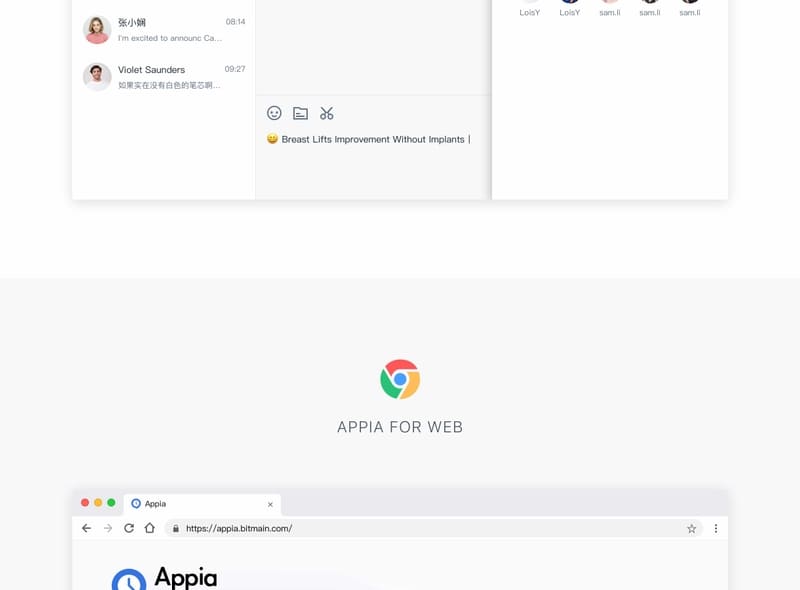 LoisY LoisY sam.li sam.li sam.li
张小娴 08:14
I'm excited to announc Ca...
Violet Saunders 09:27
如果实在没有白色的笔芯啊...
😄 Breast Lifts Improvement Without Implants |
APPIA FOR WEB
Appia
https://appia.bitmain.com/
Appia